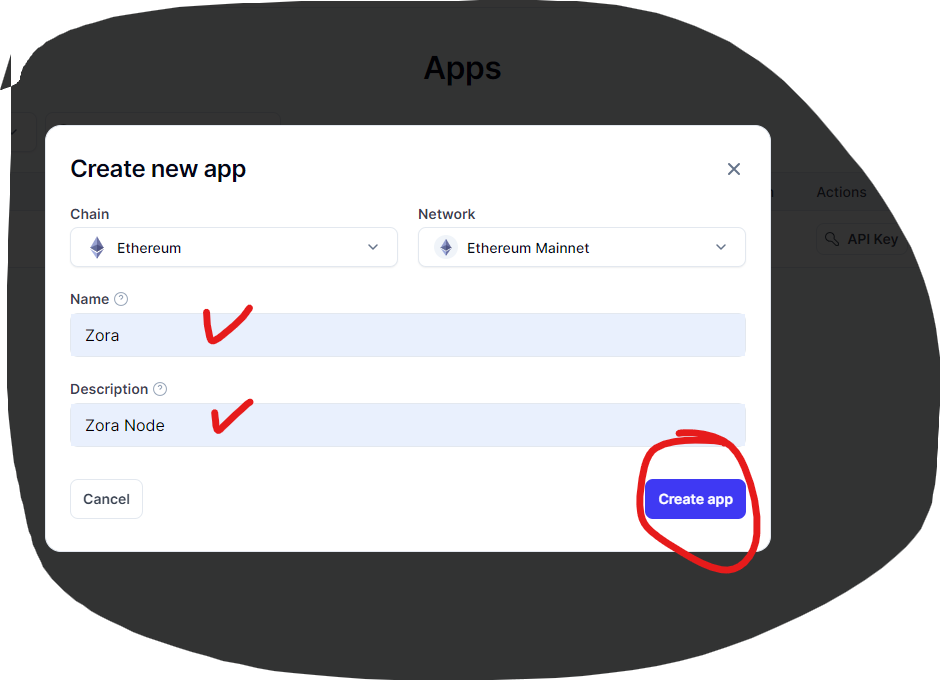 Apps
Actions
API Key
Create new app
Chain
Network
Ethereum
Ethereum Mainnet
Name
Zora
Description
Zora Node
Cancel
Create app